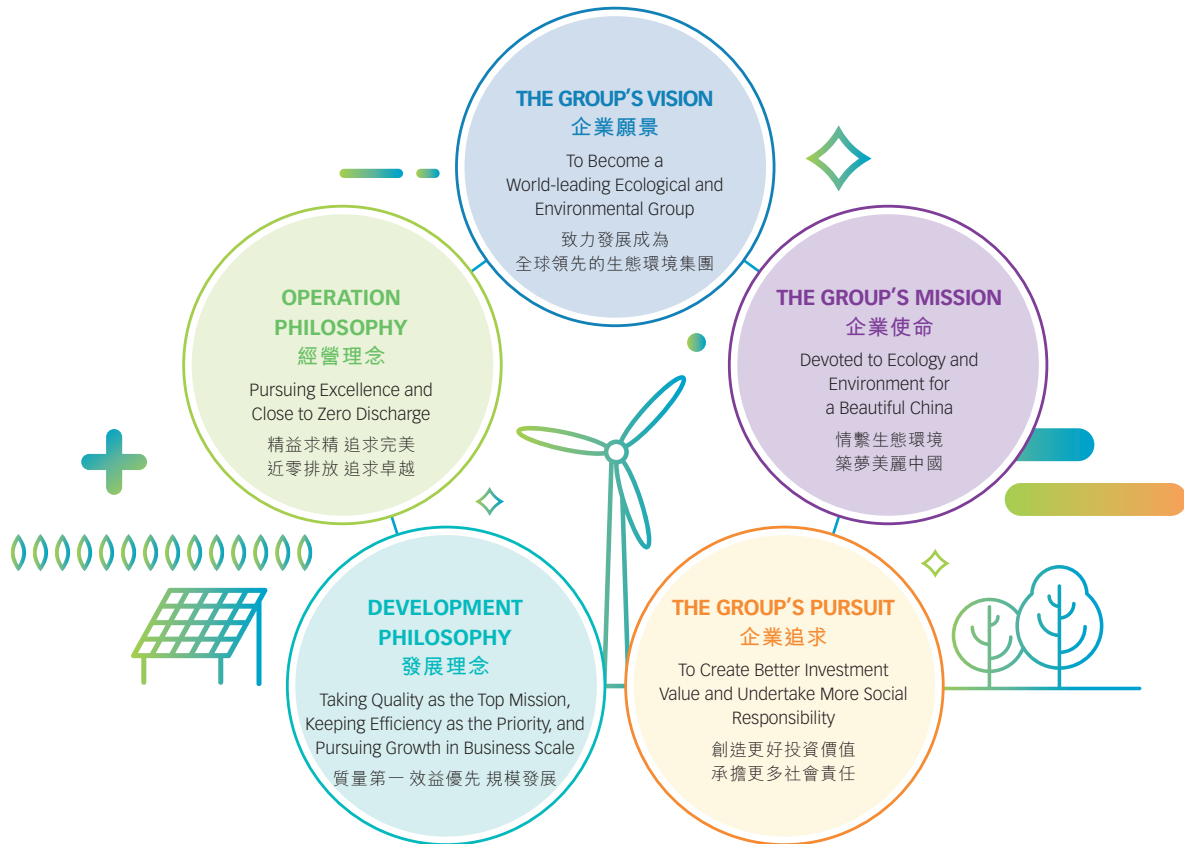 THE GROUP'S VISION
企業願景
To Become a
World-leading Ecological and
Environmental Group
致力發展成為
全球領先的生態環境集團
OPERATION
PHILOSOPHY
經營理念
Pursuing Excellence and
Close to Zero Discharge
精益求精 追求完美
近零排放 追求卓越
THE GROUP'S MISSION
企業使命
Devoted to Ecology and
Environment for
a Beautiful China
情繫生態環境
築夢美麗中國
DEVELOPMENT
PHILOSOPHY
發展理念
Taking Quality as the Top Mission,
Keeping Efficiency as the Priority, and
Pursuing Growth in Business Scale
質量第一 效益優先 規模發展
THE GROUP'S PURSUIT
企業追求
To Create Better Investment
Value and Undertake More Social
Responsibility
創造更好投資價值
承擔更多社會責任